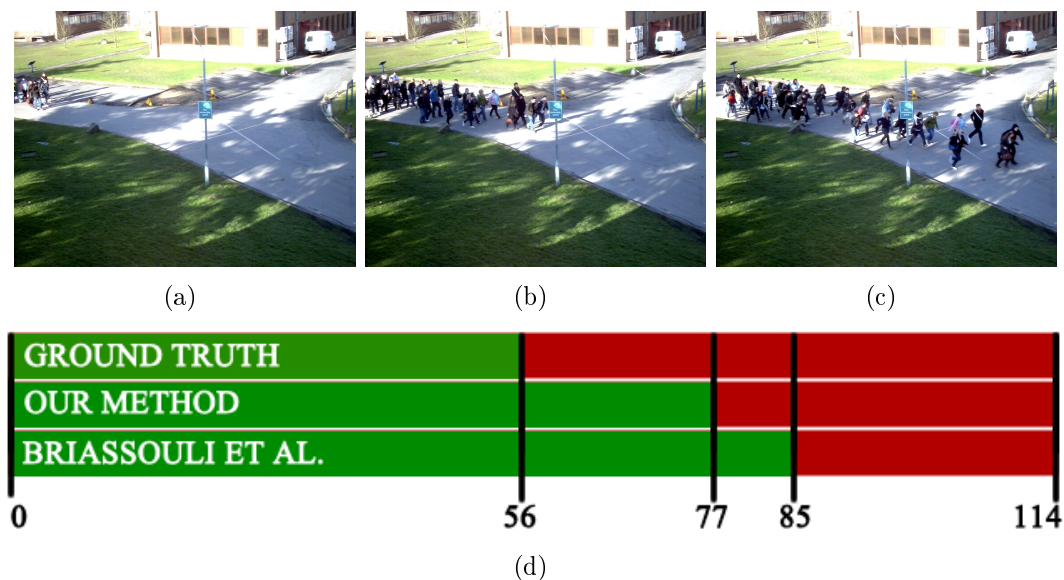 (a)
(b)
(c)
GROUND TRUTH
OUR METHOD
BRIASSOULI ET AL.
0
56
77
85
114
(d)